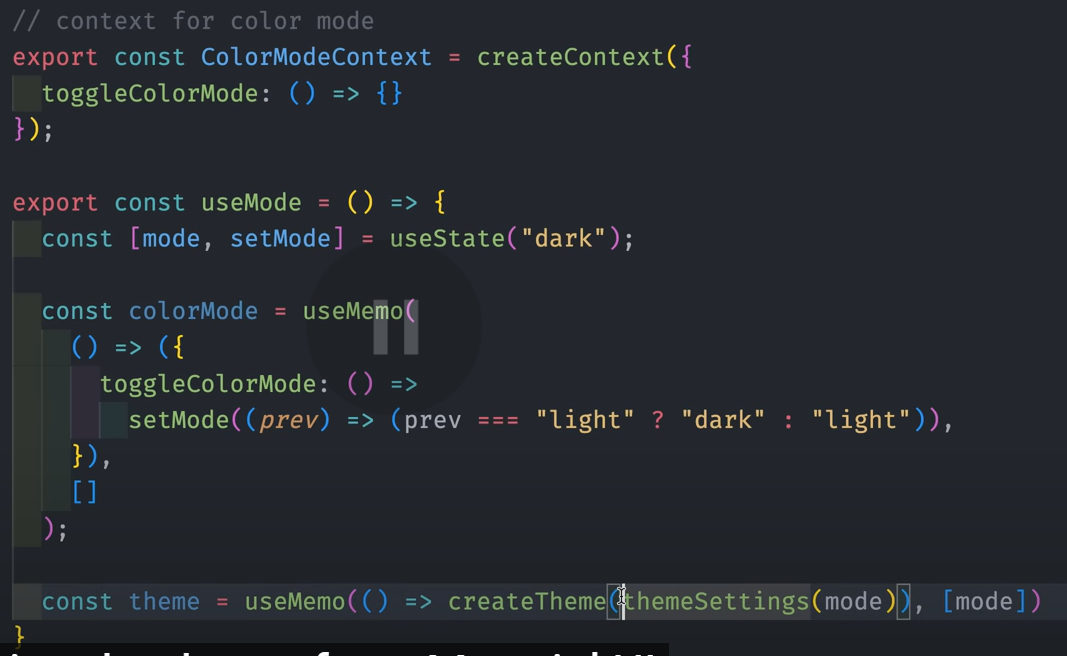 // context for color mode
export const ColorModeContext = createContext({
  toggleColorMode: () => {}
});

export const useMode = () => {
  const [mode, setMode] = useState("dark");

  const colorMode = useMemo(
    () => ({
      toggleColorMode: () =>
        setMode((prev) => (prev === "light" ? "dark" : "light")),
    }),
    []
  );

  const theme = useMemo(() => createTheme(themeSettings(mode)), [mode])
}